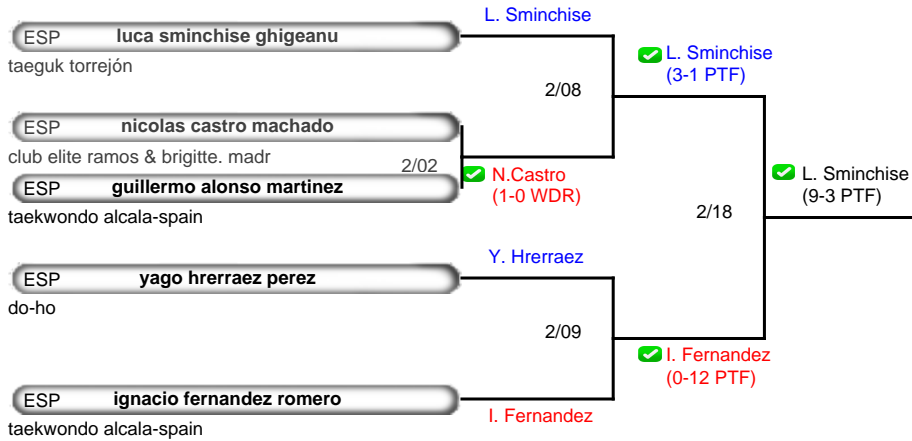 L. Sminchise
ESP luca sminchise ghigeanu
taeguk torrejón
L. Sminchise
(3-1 PTF)
2/08
ESP nicolas castro machado
club elite ramos & brigitte. madr
2/02
N.Castro
(1-0 WDR)
ESP guillermo alonso martinez
taekwondo alcala-spain
L. Sminchise
(9-3 PTF)
2/18
Y. Hrerraez
ESP yago hrerraez perez
do-ho
2/09
I. Fernandez
(0-12 PTF)
ESP ignacio fernandez romero
I. Fernandez
taekwondo alcala-spain